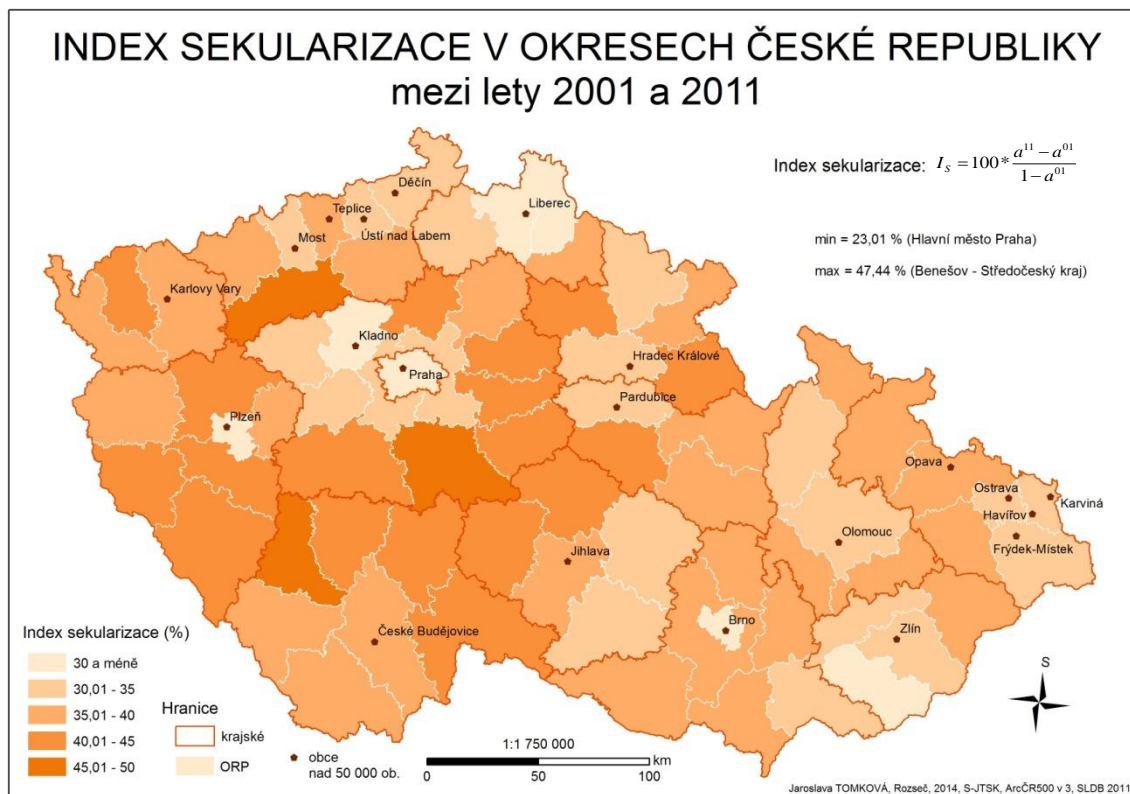 INDEX SEKULARIZACE V OKRESECH ČESKÉ REPUBLIKY
mezi lety 2001 a 2011
Index sekularizace: I_S = 100 * \frac{a^{11} - a^{01}}{1 - a^{01}}
min = 23,01 % (Hlavní město Praha)
max = 47,44 % (Benešov - Středočeský kraj)
Děčín
Liberec
Teplice
Ústí nad Labem
Most
Karlovy Vary
Kladno
Praha
Hradec Králové
Pardubice
Plzeň
Opava
Ostrava
Karviná
Havířov
Frýdek-Místek
Olomouc
Jihlava
Brno
Zlín
České Budějovice
Index sekularizace (%)
30 a méně
30,01 - 35
35,01 - 40
40,01 - 45
45,01 - 50
Hranice
krajské
ORP
obce
nad 50 000 ob.
1:1 750 000
0 50 100
km
S
Jaroslava TOMKOVÁ, Rozseč, 2014, S-JTSK, ArcČR500 v 3, SLDB 2011